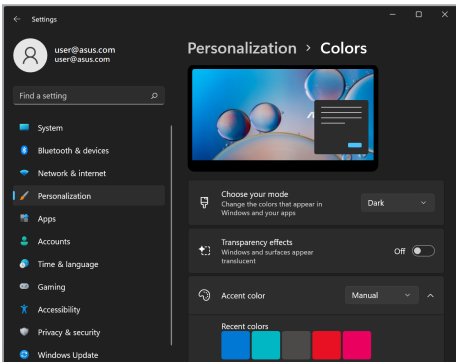 Settings
user@asus.com
user@asus.com
Find a setting
System
Bluetooth & devices
Network & internet
Personalization
Apps
Accounts
Time & language
Gaming
Accessibility
Privacy & security
Windows Update
Personalization > Colors
Choose your mode
Change the colors that appear in
Windows and your apps
Dark
Transparency effects
Windows and surfaces appear
translucent
Off
Accent color
Manual
Recent colors